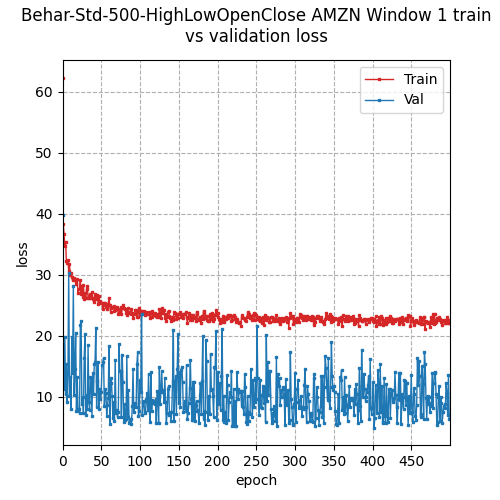 Behar-Std-500-HighLowOpenClose AMZN Window 1 train
vs validation loss
Train
Val
60
50
40
30
20
10
loss
0 50 100 150 200 250 300 350 400 450
epoch